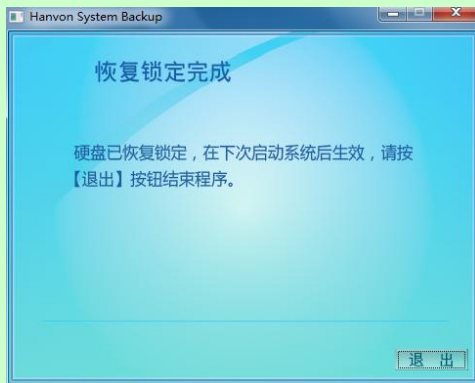 Hanvon System Backup
恢复锁定完成
硬盘已恢复锁定，在下次启动系统后生效，请按
【退出】按钮结束程序。
退 出